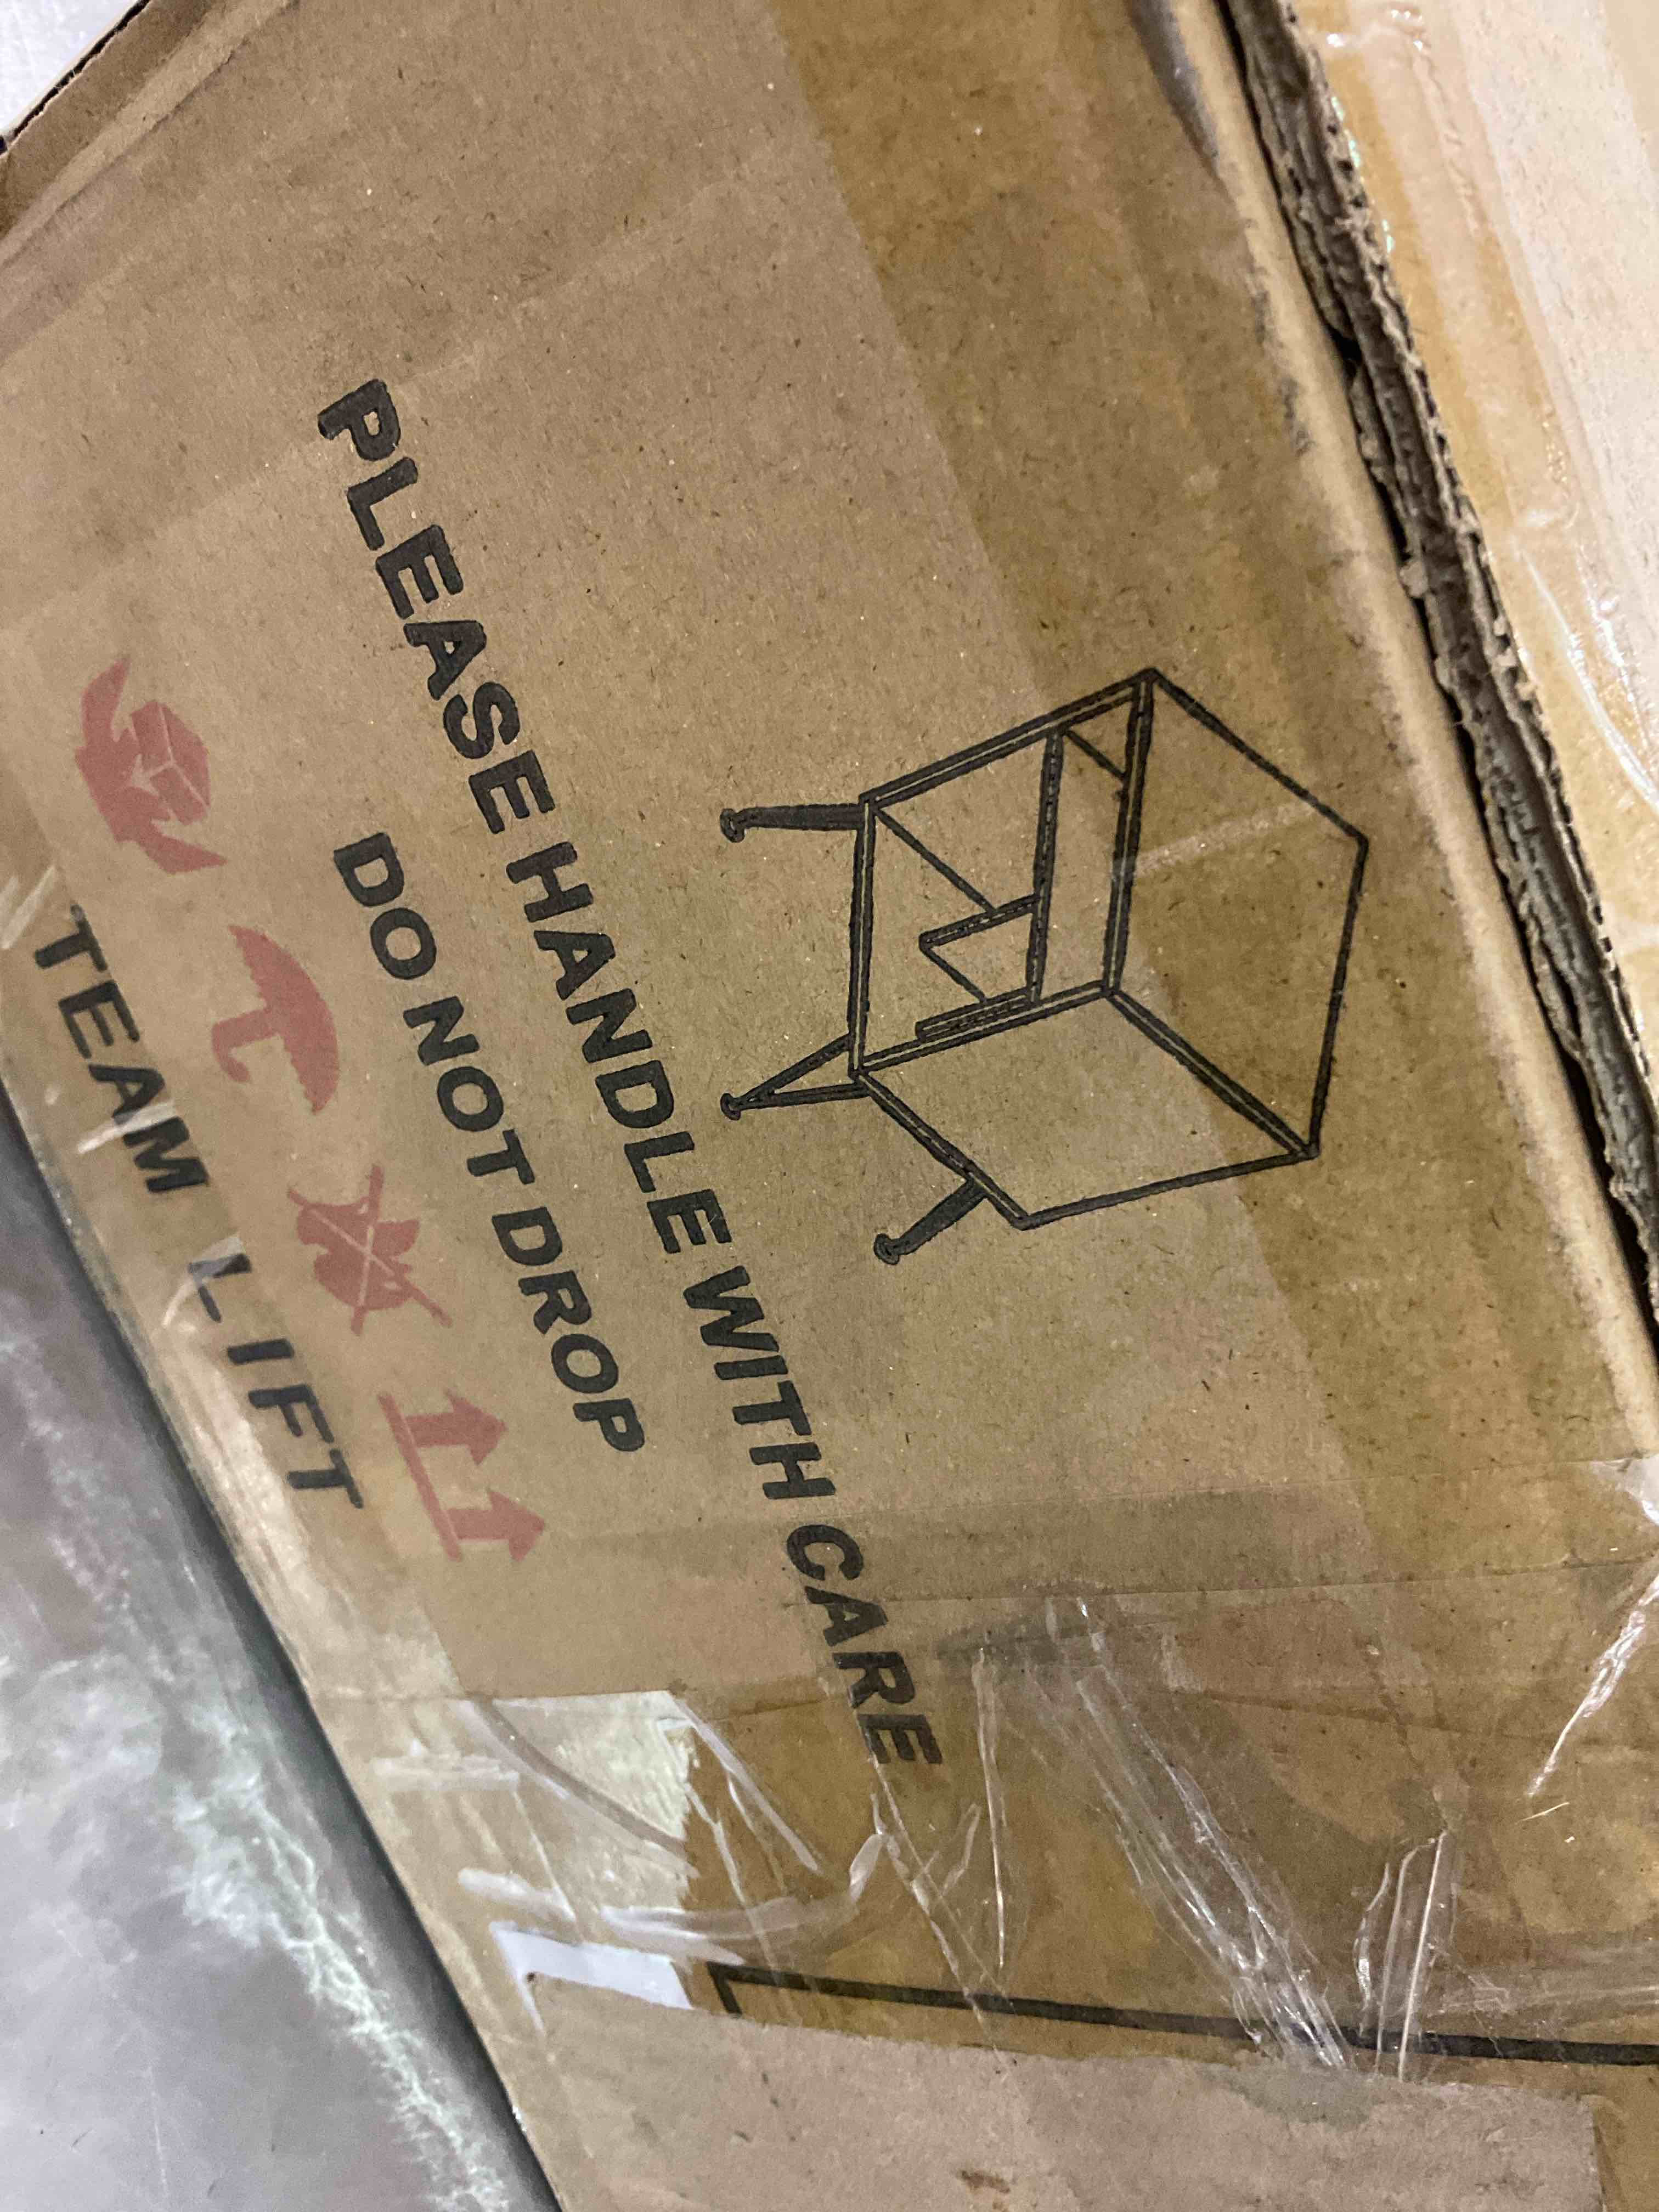 PLEASE HANDLE WITH CARE
DO NOT DROP
TEAM LIFT